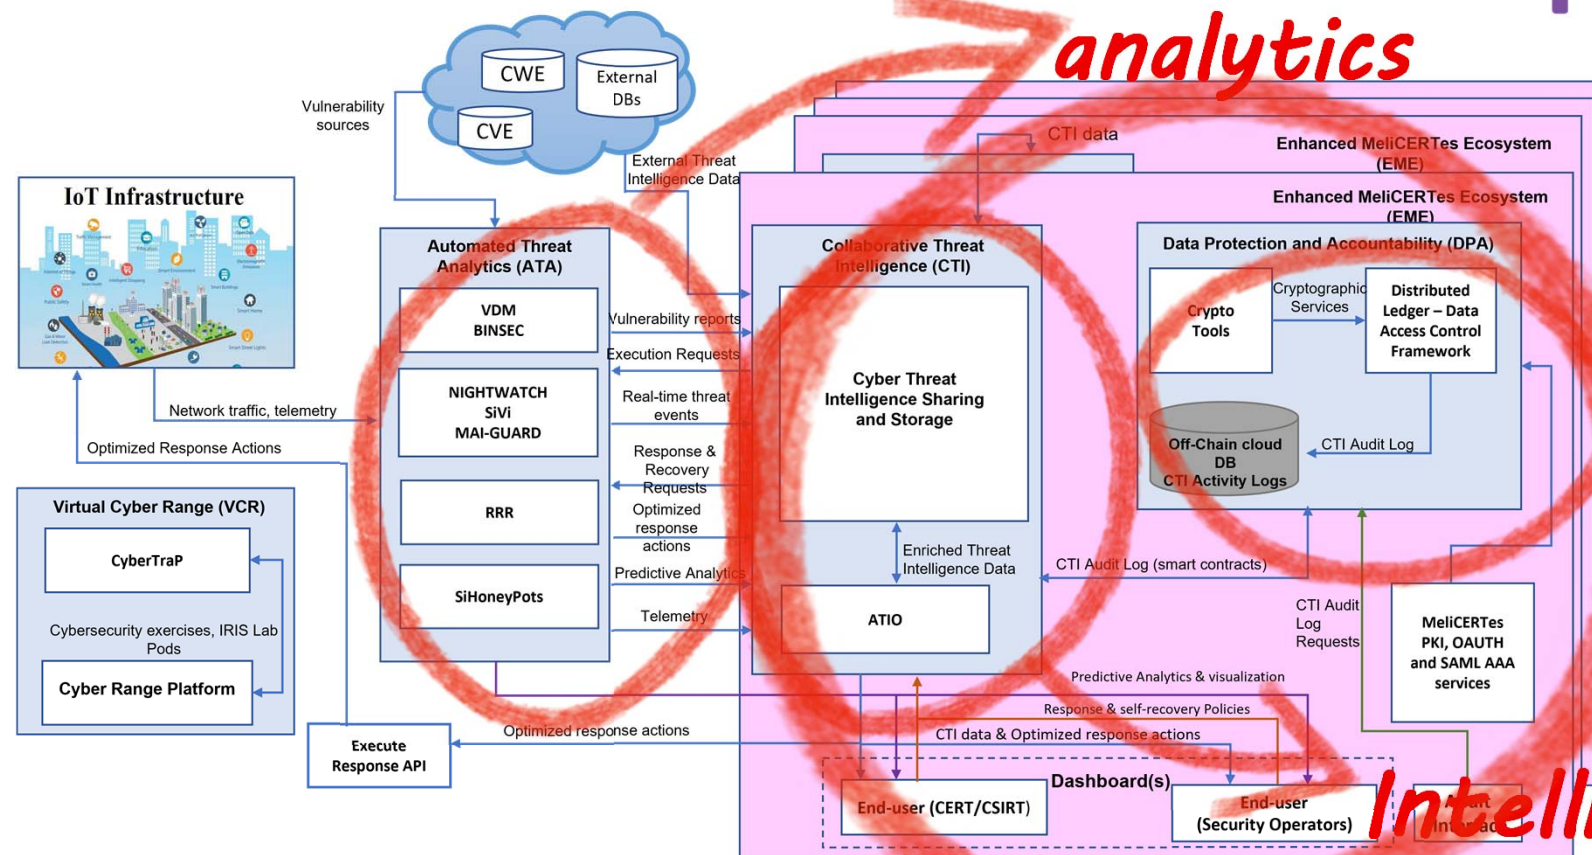 analytics
CWE
External
DBs
CVE
Vulnerability
sources
External Threat
Intelligence Data
CTI data
Enhanced MeliCERTes Ecosystem
(EME)
Enhanced MeliCERTes Ecosystem
(EME)
IoT Infrastructure
Automated Threat
Analytics (ATA)
VDM
BINSEC
NIGHTWATCH
SiVi
MAI-GUARD
RRR
SiHoneyPots
Vulnerability reports
Execution Requests
Real-time threat
events
Response &
Recovery
Requests
Optimized
response
actions
Predictive Analytics
Telemetry
Collaborative Threat
Intelligence (CTI)
Cyber Threat
Intelligence Sharing
and Storage
Enriched Threat
Intelligence Data
ATIO
Data Protection and Accountability (DPA)
Crypto
Tools
Cryptographic
Services
Distributed
Ledger – Data
Access Control
Framework
Off-Chain cloud
DB
CTI Activity Logs
CTI Audit Log
CTI Audit Log (smart contracts)
CTI Audit
Log
Requests
MeliCERTes
PKI, OAUTH
and SAML AAA
services
Network traffic, telemetry
Optimized Response Actions
Virtual Cyber Range (VCR)
CyberTraP
Cybersecurity exercises, IRIS Lab
Pods
Cyber Range Platform
Execute
Response API
Optimized response actions
Predictive Analytics & visualization
Response & self-recovery Policies
CTI data & Optimized response actions
Dashboard(s)
End-user (CERT/CSIRT)
End-user
(Security Operators)
Intelli